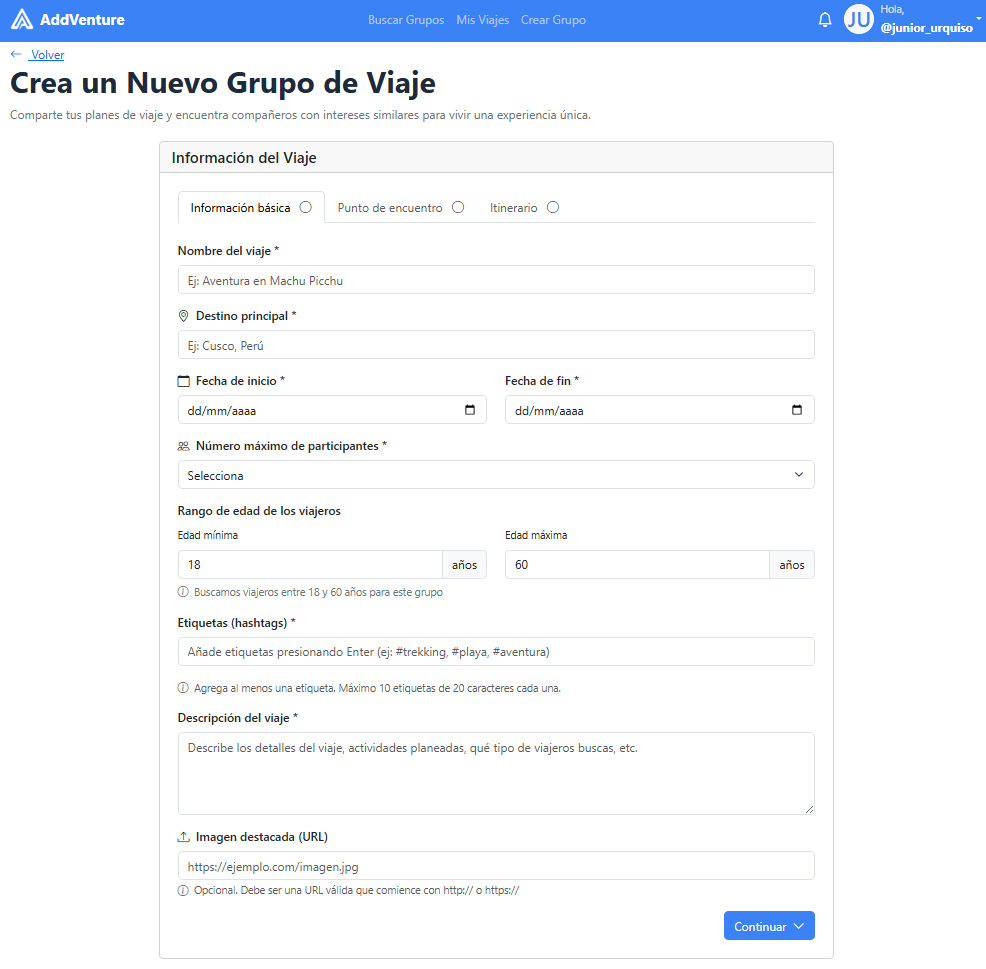 AddVenture
Buscar Grupos Mis Viajes Crear Grupo
JU
Hola,
@junior_urquiso
← Volver
Crea un Nuevo Grupo de Viaje
Comparte tus planes de viaje y encuentra compañeros con intereses similares para vivir una experiencia única.
Información del Viaje
Información básica Punto de encuentro Itinerario
Nombre del viaje *
Ej: Aventura en Machu Picchu
Destino principal *
Ej: Cusco, Perú
Fecha de inicio * Fecha de fin *
dd/mm/aaaa dd/mm/aaaa
Número máximo de participantes *
Selecciona
Rango de edad de los viajeros
Edad mínima Edad máxima
18 años 60 años
Buscamos viajeros entre 18 y 60 años para este grupo
Etiquetas (hashtags) *
Añade etiquetas presionando Enter (ej: #trekking, #playa, #aventura)
Agrega al menos una etiqueta. Máximo 10 etiquetas de 20 caracteres cada una.
Descripción del viaje *
Describe los detalles del viaje, actividades planeadas, qué tipo de viajeros buscas, etc.
Imagen destacada (URL)
https://ejemplo.com/imagen.jpg
Opcional. Debe ser una URL válida que comience con http:// o https://
Continuar